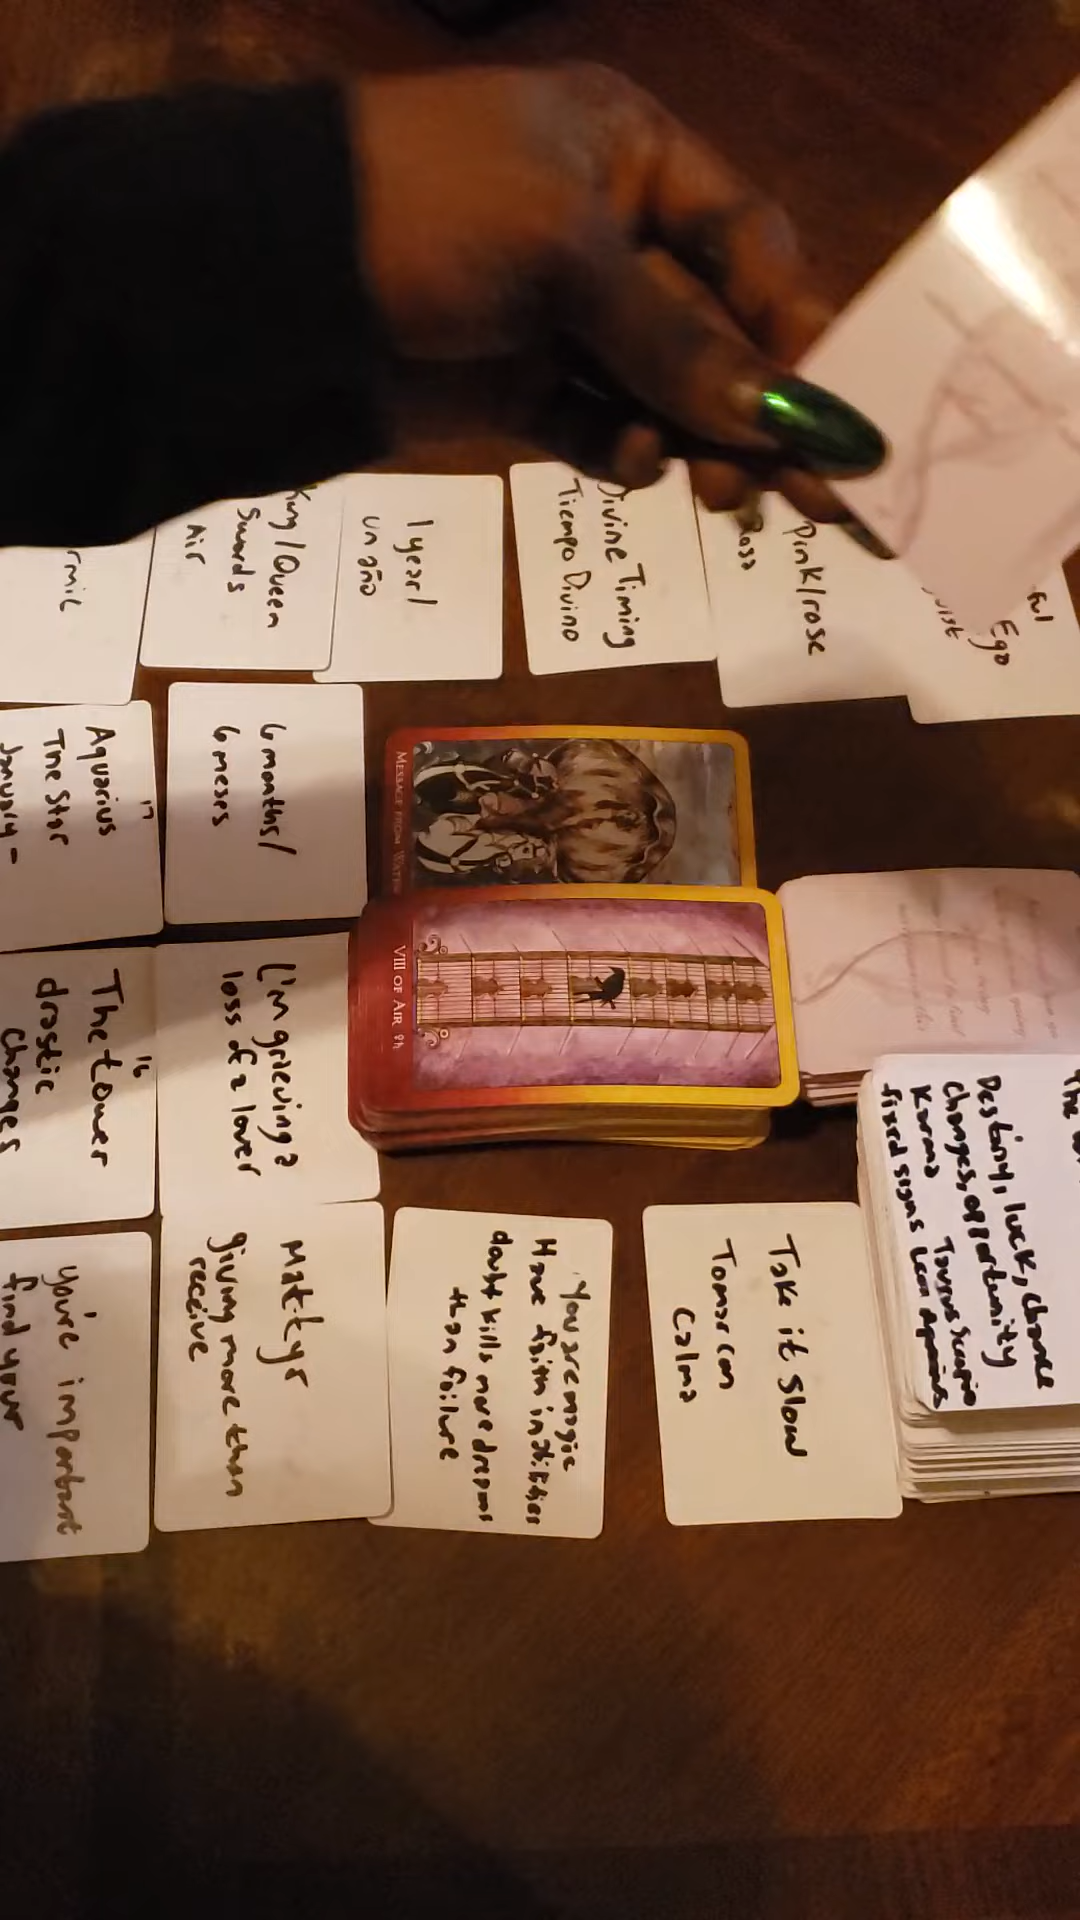 King/Queen
Swords
Air
1 year/
un año
Divine Timing
Tiempo Divino
Pink/rose
Rosa
Ego
Aquarius 17
The Star
January -
6 months/
6 meses
MESSAGE FROM WATER
The tower 16
drastic
changes
I'm grieving a
loss of a lover
VIII OF AIR
Destiny, luck, chance
changes, opportunity
Karma Taurus Scorpio
fixed signs Leo Aquarius
you're important
find your
Martyr
giving more than
receive
You are magic
Have faith in abilities
doubt kills more dreams
than failure
Take it slow
Tomar con
Calma